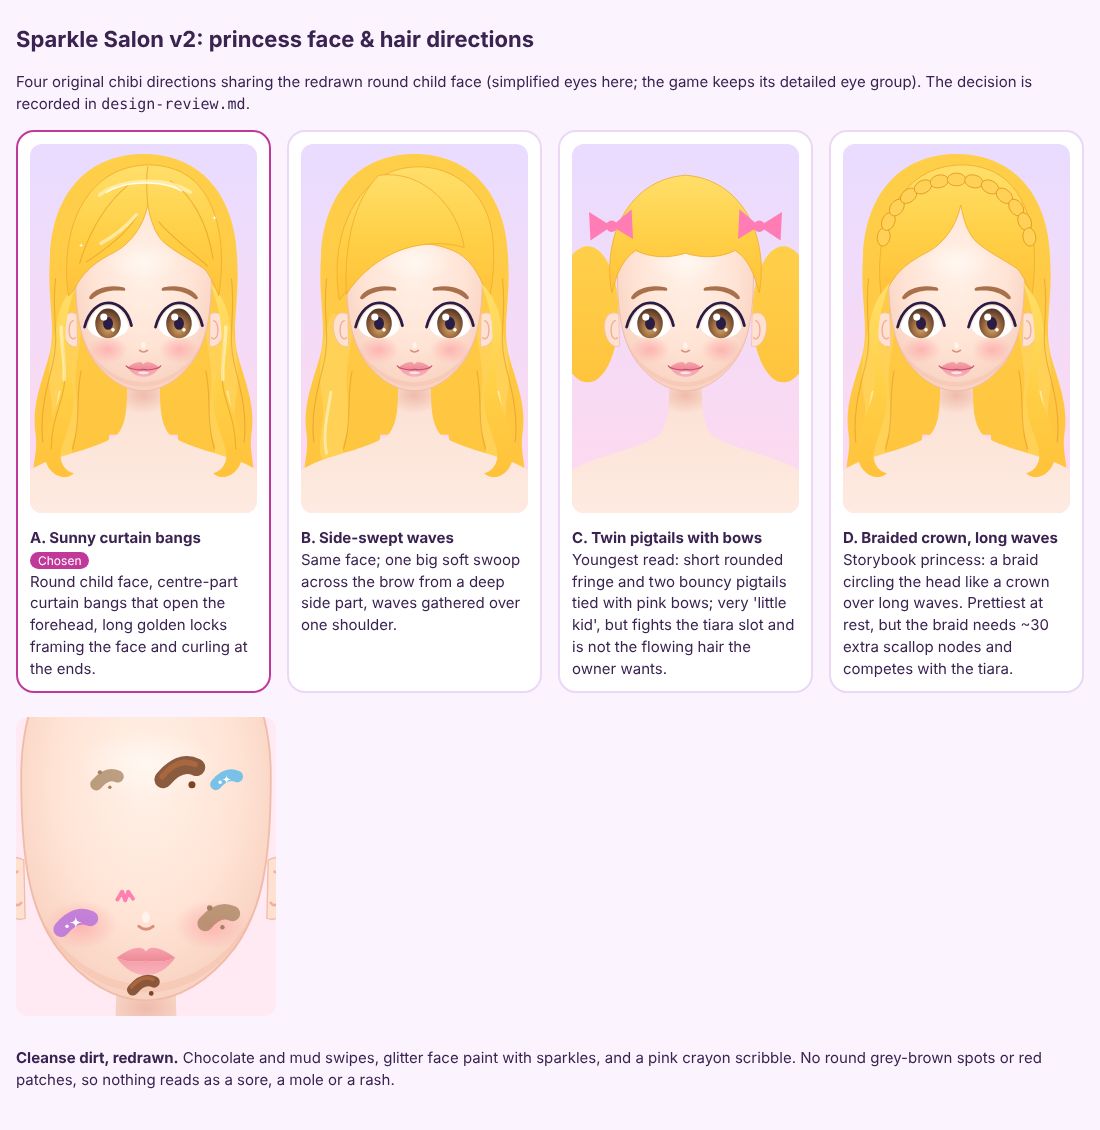 Sparkle Salon v2: princess face & hair directions
Four original chibi directions sharing the redrawn round child face (simplified eyes here; the game keeps its detailed eye group). The decision is
recorded in design-review.md.
A. Sunny curtain bangs
Chosen
Round child face, centre-part
curtain bangs that open the
forehead, long golden locks
framing the face and curling at
the ends.
B. Side-swept waves
Same face; one big soft swoop
across the brow from a deep
side part, waves gathered over
one shoulder.
C. Twin pigtails with bows
Youngest read: short rounded
fringe and two bouncy pigtails
tied with pink bows; very 'little
kid', but fights the tiara slot and
is not the flowing hair the
owner wants.
D. Braided crown, long waves
Storybook princess: a braid
circling the head like a crown
over long waves. Prettiest at
rest, but the braid needs ~30
extra scallop nodes and
competes with the tiara.
Cleanse dirt, redrawn. Chocolate and mud swipes, glitter face paint with sparkles, and a pink crayon scribble. No round grey-brown spots or red
patches, so nothing reads as a sore, a mole or a rash.